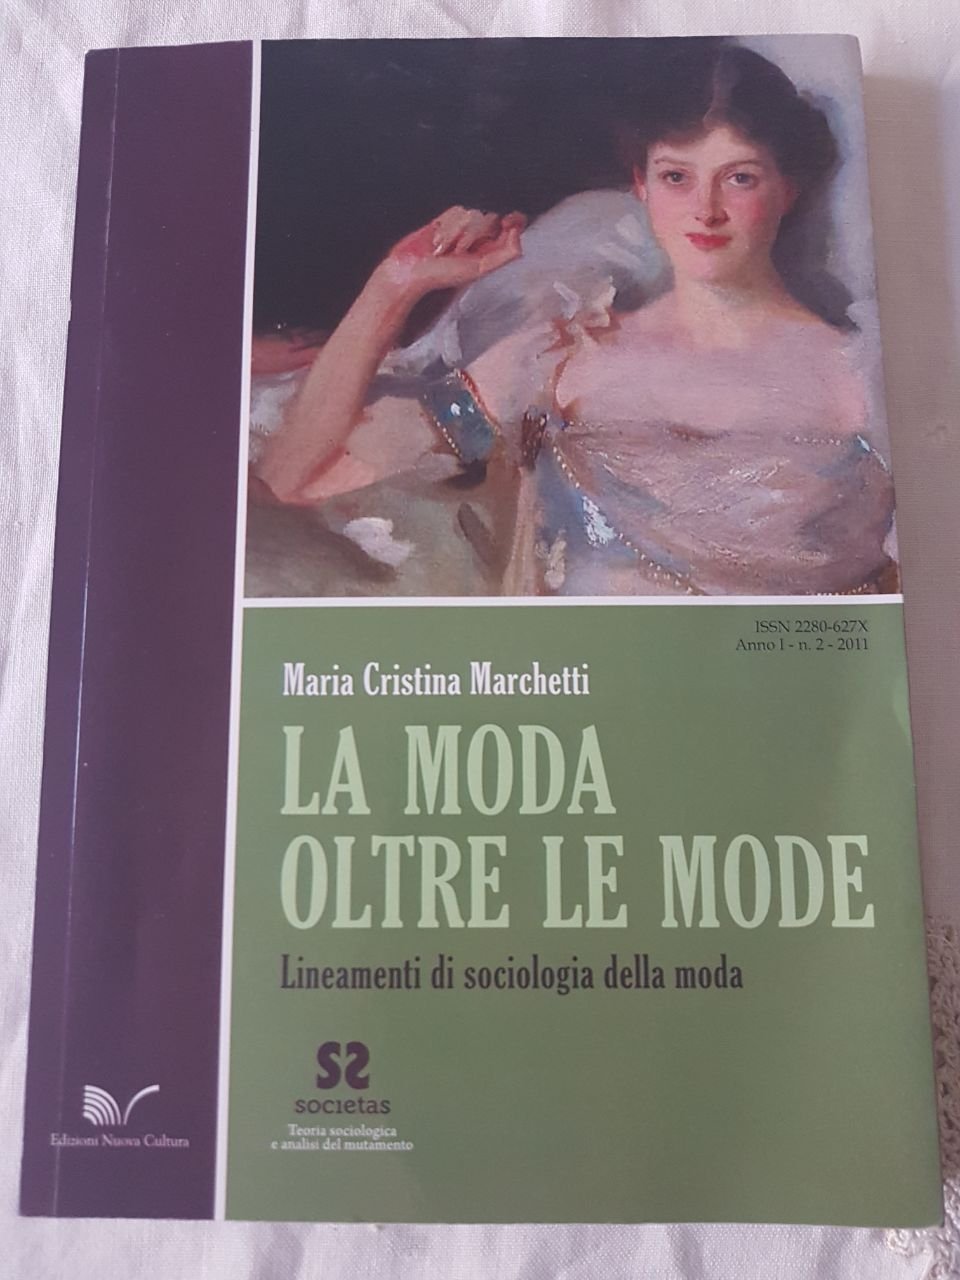 ISSN 2280-627X
Anno I - n. 2 - 2011
Maria Cristina Marchetti
LA MODA
OLTRE LE MODE
Lineamenti di sociologia della moda
societas
Teoria sociologica
e analisi del mutamento
Edizioni Nuova Cultura